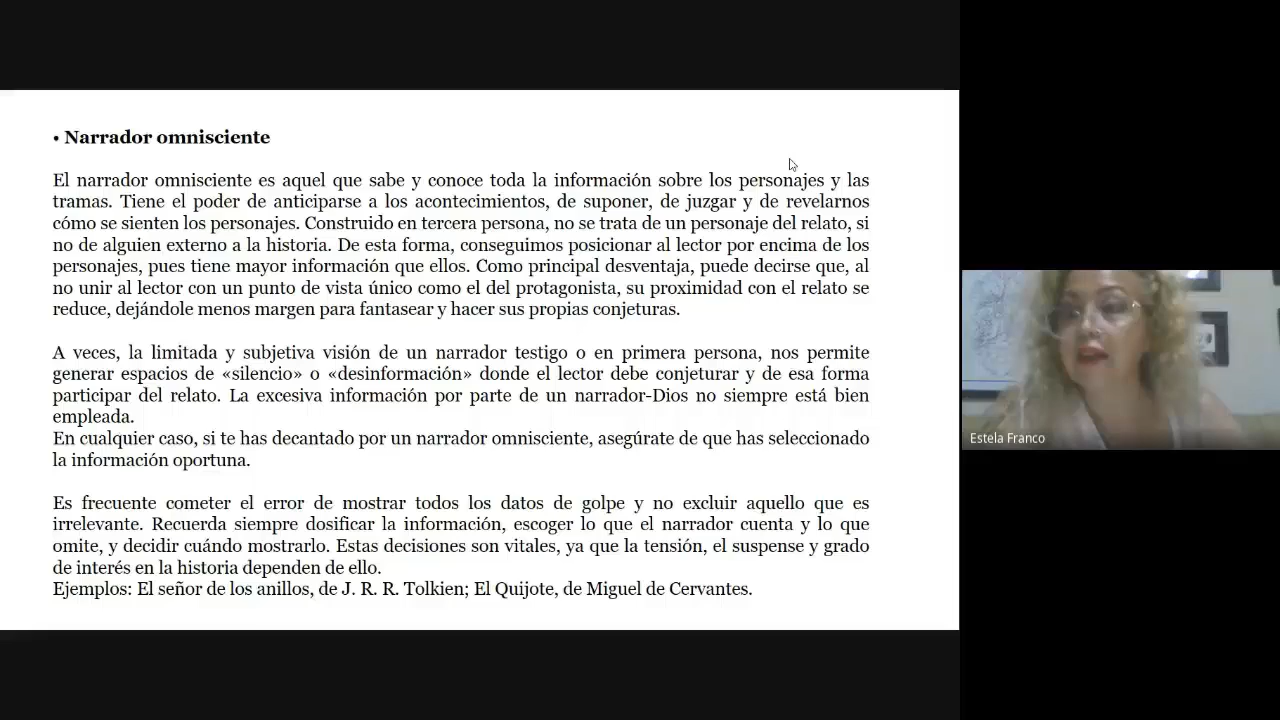 • Narrador omnisciente
El narrador omnisciente es aquel que sabe y conoce toda la información sobre los personajes y las
tramas. Tiene el poder de anticiparse a los acontecimientos, de suponer, de juzgar y de revelarnos
cómo se sienten los personajes. Construido en tercera persona, no se trata de un personaje del relato, si
no de alguien externo a la historia. De esta forma, conseguimos posicionar al lector por encima de los
personajes, pues tiene mayor información que ellos. Como principal desventaja, puede decirse que, al
no unir al lector con un punto de vista único como el del protagonista, su proximidad con el relato se
reduce, dejándole menos margen para fantasear y hacer sus propias conjeturas.
A veces, la limitada y subjetiva visión de un narrador testigo o en primera persona, nos permite
generar espacios de «silencio» o «desinformación» donde el lector debe conjeturar y de esa forma
participar del relato. La excesiva información por parte de un narrador-Dios no siempre está bien
empleada.
En cualquier caso, si te has decantado por un narrador omnisciente, asegúrate de que has seleccionado
la información oportuna.
Es frecuente cometer el error de mostrar todos los datos de golpe y no excluir aquello que es
irrelevante. Recuerda siempre dosificar la información, escoger lo que el narrador cuenta y lo que
omite, y decidir cuándo mostrarlo. Estas decisiones son vitales, ya que la tensión, el suspense y grado
de interés en la historia dependen de ello.
Ejemplos: El señor de los anillos, de J. R. R. Tolkien; El Quijote, de Miguel de Cervantes.
Estela Franco